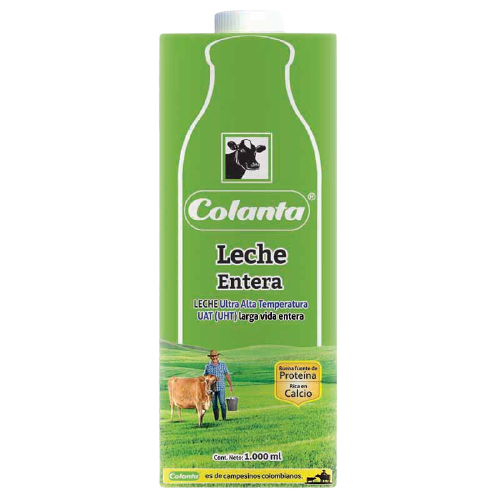 Colanta®
Leche
Entera
LECHE Ultra Alta Temperatura
UAT (UHT) larga vida entera
Buena fuente de
Proteína
Rica en
Calcio
Cont. Neto: 1.000 ml
Colanta es de campesinos colombianos.